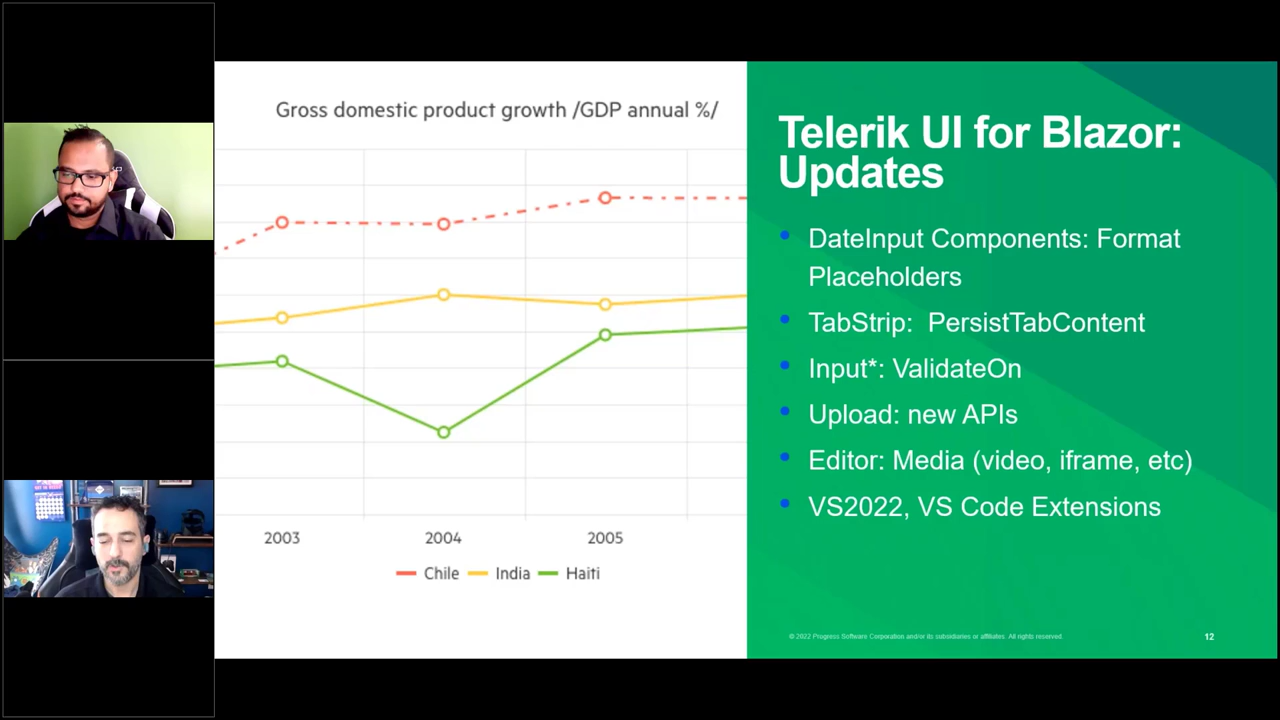 Gross domestic product growth /GDP annual %/
2003 2004 2005
Chile India Haiti
Telerik UI for Blazor:
Updates
DateInput Components: Format
Placeholders
TabStrip: PersistTabContent
Input*: ValidateOn
Upload: new APIs
Editor: Media (video, iframe, etc)
VS2022, VS Code Extensions
© 2022 Progress Software Corporation and/or its subsidiaries or affiliates. All rights reserved.
12